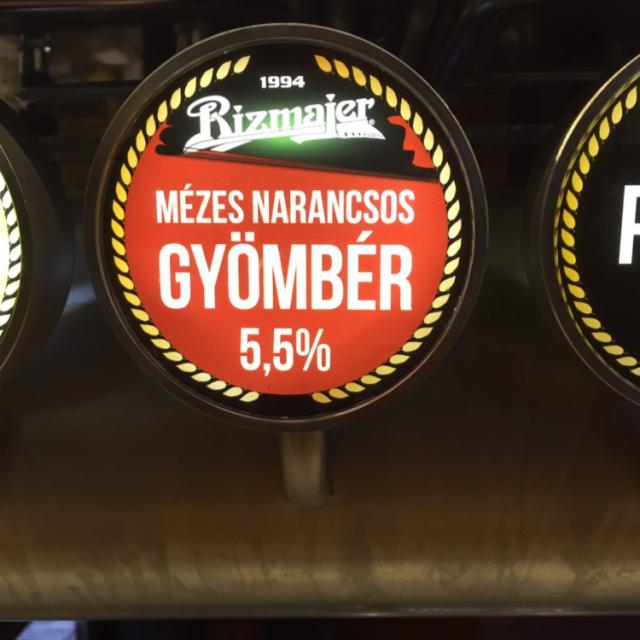 1994
Rizmajer
MÉZES NARANCSOS
GYÖMBÉR
5,5%